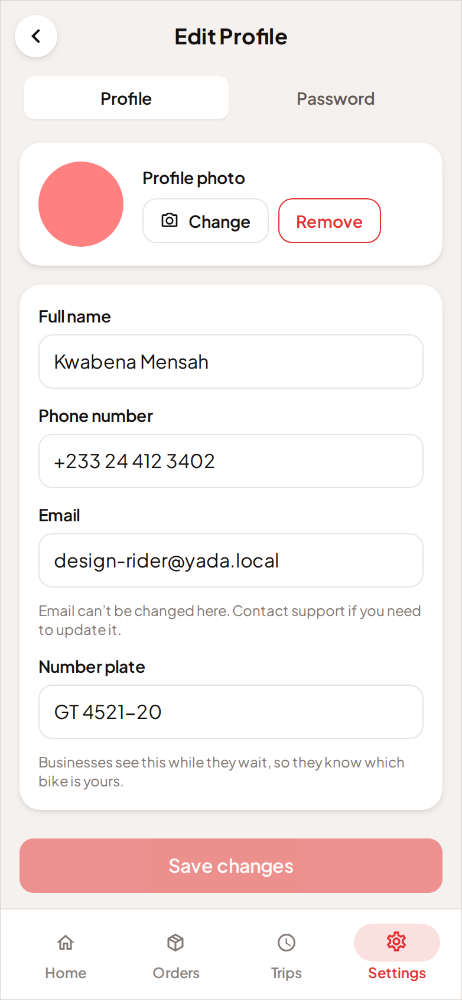 Edit Profile
Profile
Password
Profile photo
Change
Remove
Full name
Kwabena Mensah
Phone number
+233 24 412 3402
Email
design-rider@yada.local
Email can’t be changed here. Contact support if you need
to update it.
Number plate
GT 4521-20
Businesses see this while they wait, so they know which
bike is yours.
Save changes
Home
Orders
Trips
Settings